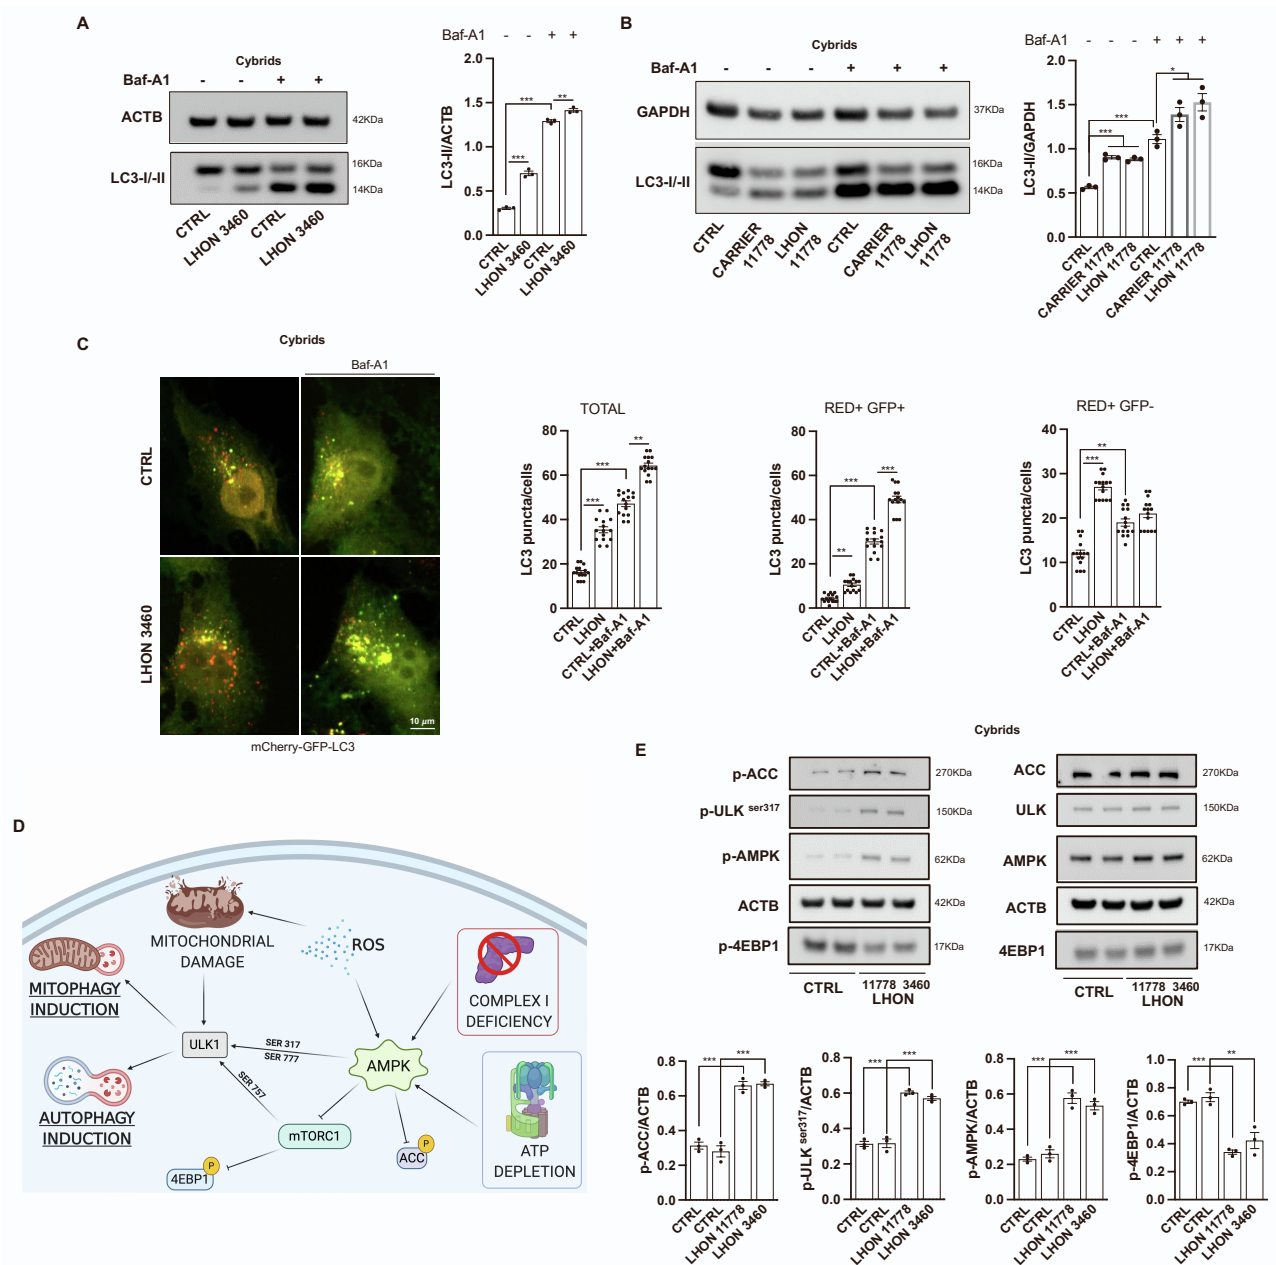 A
Cybrids
Baf-A1 - - + +
ACTB 42KDa
LC3-I/-II 16KDa
14KDa
CTRL LHON 3460 CTRL LHON 3460
Baf-A1 - - + +
LC3-II/ACTB
2.0
1.5
1.0
0.5
0.0
*** *** **
CTRL LHON 3460 CTRL LHON 3460
B
Cybrids
Baf-A1 - - - + + +
GAPDH 37KDa
LC3-I/-II 16KDa
14KDa
CTRL CARRIER 11778 LHON 11778 CTRL CARRIER 11778 LHON 11778
Baf-A1 - - - + + +
LC3-II/GAPDH
2.0
1.5
1.0
0.5
0.0
*** *** *
CTRL CARRIER 11778 LHON 11778 CTRL CARRIER 11778 LHON 11778
C
Cybrids
Baf-A1
CTRL
LHON 3460
10 µm
mCherry-GFP-LC3
TOTAL
LC3 puncta/cells
80
60
40
20
0
*** *** **
CTRL LHON CTRL+Baf-A1 LHON+Baf-A1
RED+ GFP+
LC3 puncta/cells
80
60
40
20
0
** *** ***
CTRL LHON CTRL+Baf-A1 LHON+Baf-A1
RED+ GFP-
LC3 puncta/cells
40
30
20
10
0
*** **
CTRL LHON CTRL+Baf-A1 LHON+Baf-A1
D
MITOCHONDRIAL
DAMAGE
ROS
MITOPHAGY
INDUCTION
COMPLEX I
DEFICIENCY
ULK1
SER 317
SER 777
SER 757
AMPK
AUTOPHAGY
INDUCTION
mTORC1
P
ACC
P
4EBP1
ATP
DEPLETION
E
Cybrids
p-ACC 270KDa
p-ULK ser317 150KDa
p-AMPK 62KDa
ACTB 42KDa
p-4EBP1 17KDa
CTRL 11778 3460
LHON
ACC 270KDa
ULK 150KDa
AMPK 62KDa
ACTB 42KDa
4EBP1 17KDa
CTRL 11778 3460
LHON
p-ACC/ACTB
0.8
0.6
0.4
0.2
0.0
*** ***
CTRL CTRL LHON 11778 LHON 3460
p-ULK ser317/ACTB
0.8
0.6
0.4
0.2
0.0
*** ***
CTRL CTRL LHON 11778 LHON 3460
p-AMPK/ACTB
0.8
0.6
0.4
0.2
0.0
*** ***
CTRL CTRL LHON 11778 LHON 3460
p-4EBP1/ACTB
1.0
0.8
0.6
0.4
0.2
0.0
*** **
CTRL CTRL LHON 11778 LHON 3460